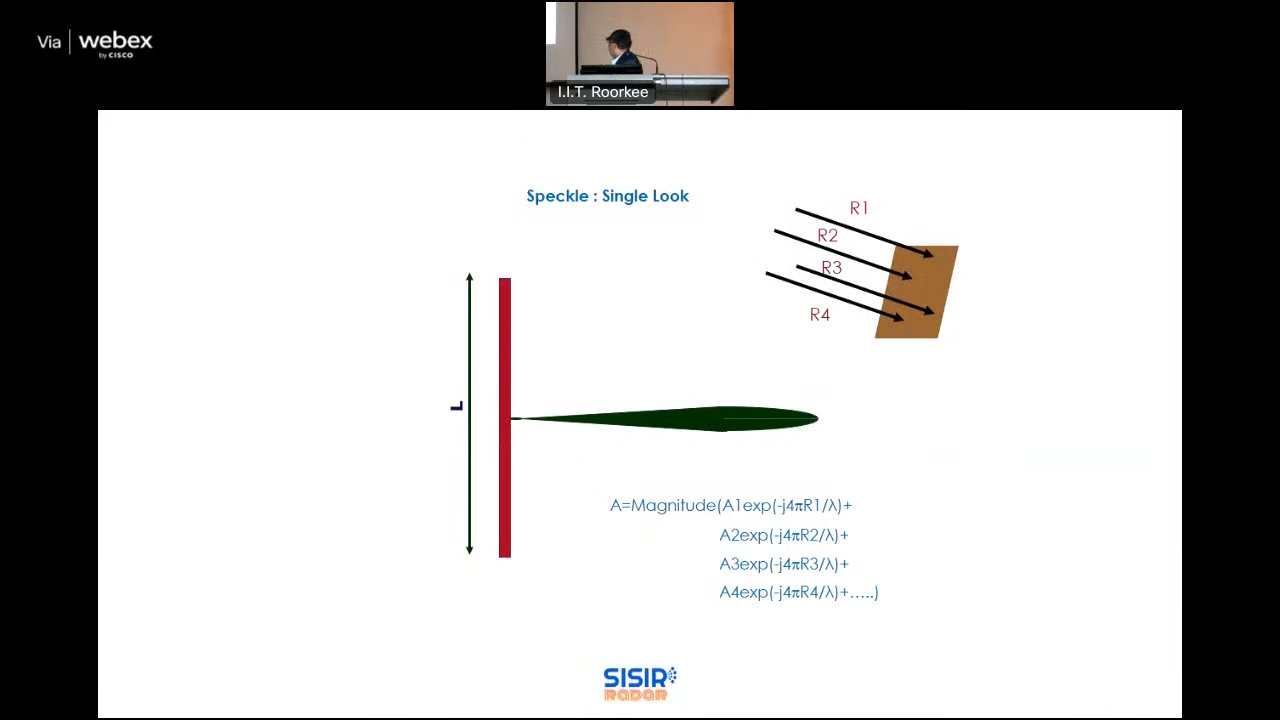 Via webex
by CISCO
I.I.T. Roorkee
Speckle : Single Look
R1
R2
R3
R4
L
A=Magnitude(A1exp(-j4πR1/λ)+
A2exp(-j4πR2/λ)+
A3exp(-j4πR3/λ)+
A4exp(-j4πR4/λ)+.....)
SISIR
RADAR